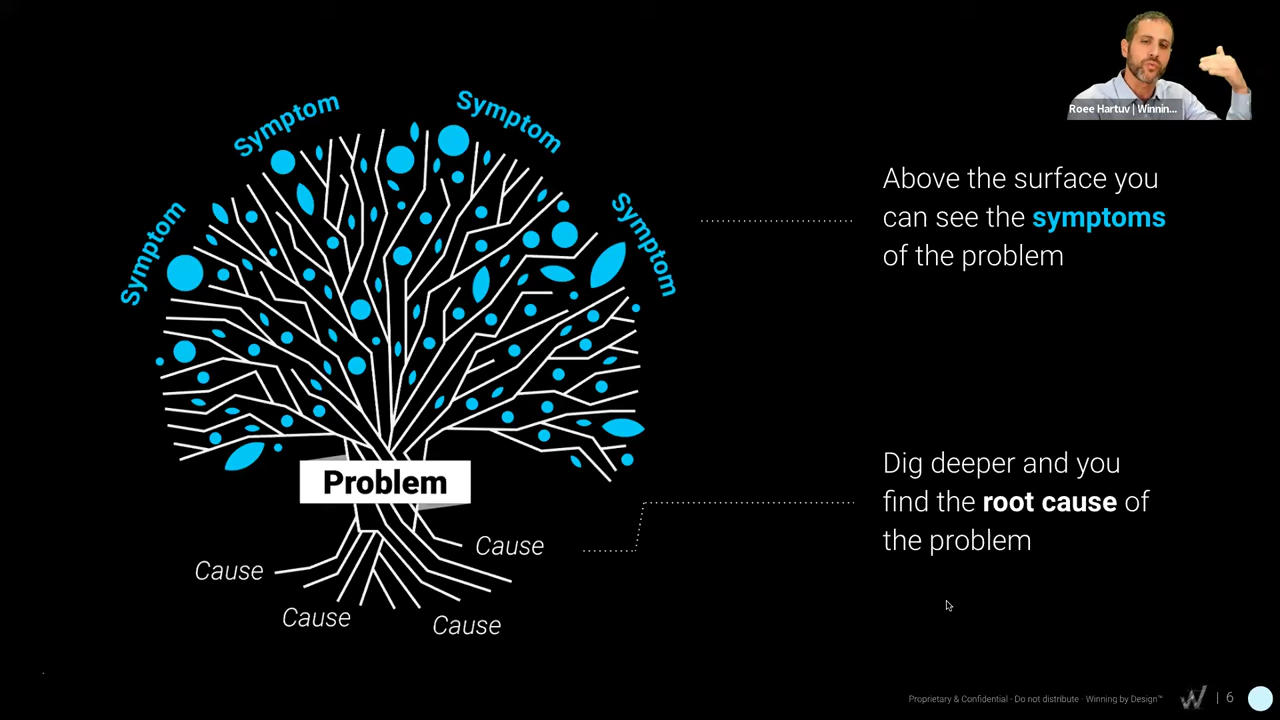 Symptom
Symptom
Symptom
Symptom
Problem
Cause
Cause
Cause
Cause
Roee Hartuv | Winnin...
Above the surface you
can see the symptoms
of the problem
Dig deeper and you
find the root cause of
the problem
Proprietary & Confidential - Do not distribute · Winning by Design™
W | 6